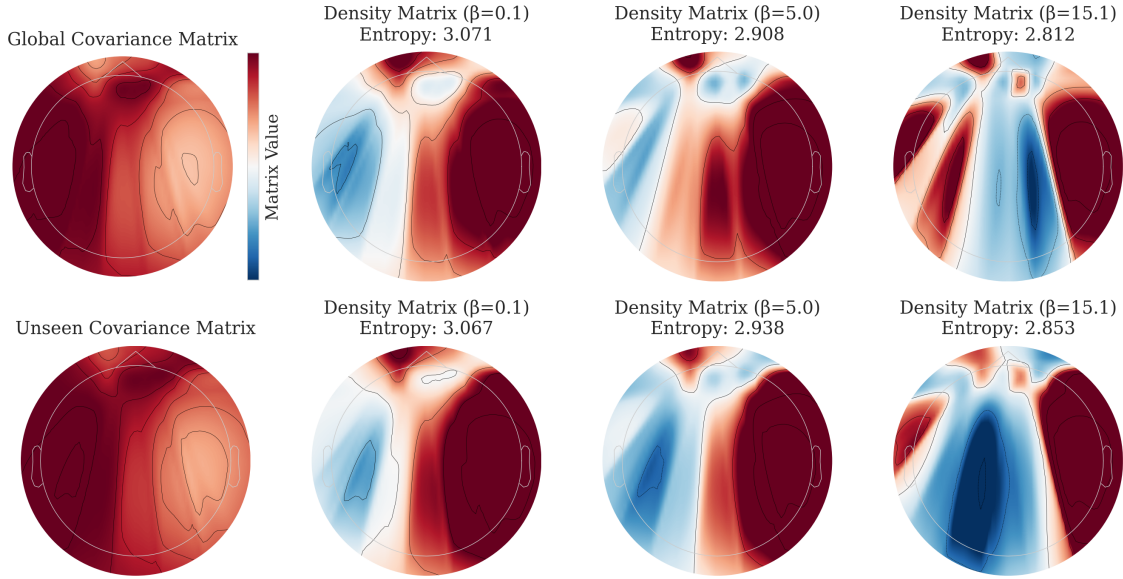 Global Covariance Matrix
Matrix Value
Density Matrix (β=0.1)
Entropy: 3.071
Density Matrix (β=5.0)
Entropy: 2.908
Density Matrix (β=15.1)
Entropy: 2.812
Unseen Covariance Matrix
Density Matrix (β=0.1)
Entropy: 3.067
Density Matrix (β=5.0)
Entropy: 2.938
Density Matrix (β=15.1)
Entropy: 2.853